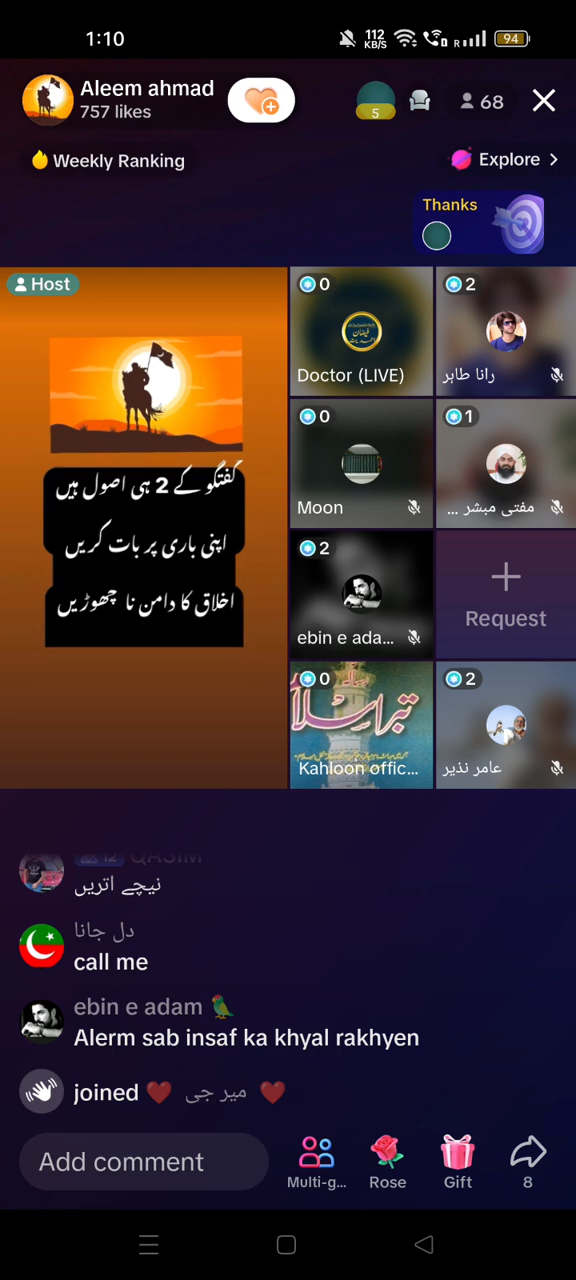 1:10
112
KB/S
R
94
Aleem ahmad
757 likes
5
68
Weekly Ranking
Explore >
Thanks
Host
0
Doctor (LIVE)
2
رانا طاہر
گفتگو کے 2 ہی اصول ہیں
اپنی باری پر بات کریں
اخلاق کا دامن نا چھوڑیں
0
Moon
1
مفتی مبشر ...
2
ebin e ada...
Request
0
Kahloon offic...
2
عامر نذیر
12 QASIM
نیچے اتریں
دل جانا
call me
ebin e adam
Alerm sab insaf ka khyal rakhyen
joined میر جی
Add comment
Multi-g...
Rose
Gift
8